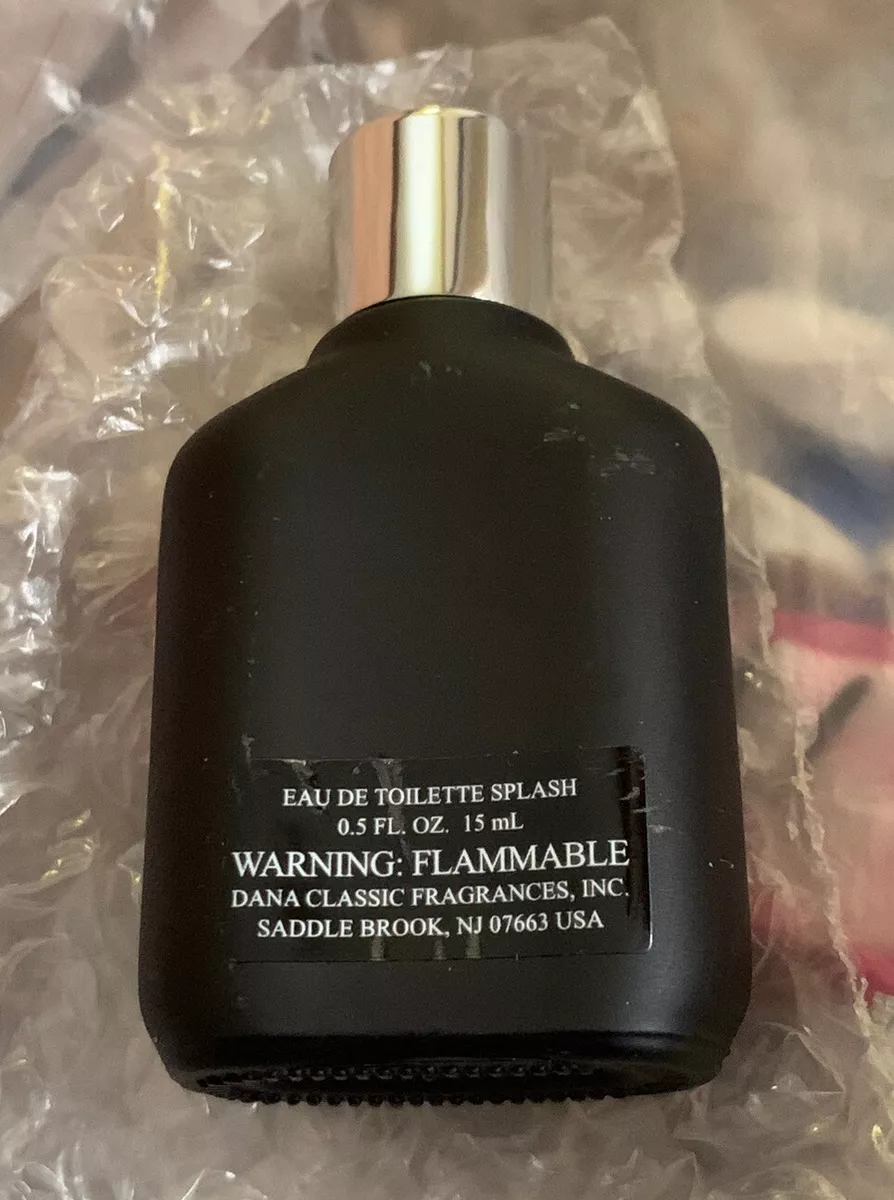 EAU DE TOILETTE SPLASH
0.5 FL. OZ. 15 mL
WARNING: FLAMMABLE
DANA CLASSIC FRAGRANCES, INC.
SADDLE BROOK, NJ 07663 USA